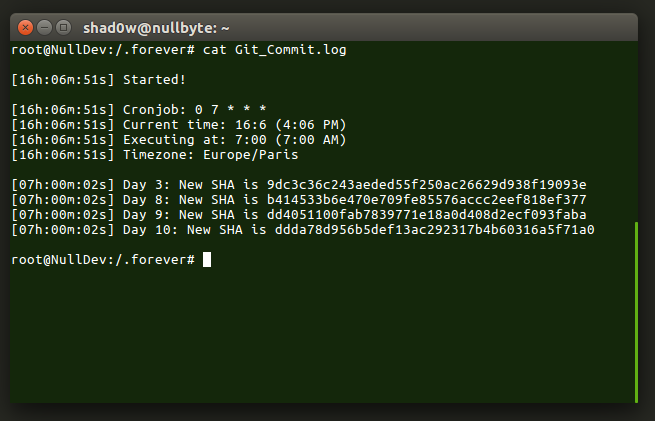 shad0w@nullbyte: ~
root@NullDev:/.forever# cat Git_Commit.log
[16h:06m:51s] Started!
[16h:06m:51s] Cronjob: 0 7 * * *
[16h:06m:51s] Current time: 16:6 (4:06 PM)
[16h:06m:51s] Executing at: 7:00 (7:00 AM)
[16h:06m:51s] Timezone: Europe/Paris
[07h:00m:02s] Day 3: New SHA is 9dc3c36c243aeded55f250ac26629d938f19093e
[07h:00m:02s] Day 8: New SHA is b414533b6e470e709fe85576accc2eef818ef377
[07h:00m:02s] Day 9: New SHA is dd4051100fab7839771e18a0d408d2ecf093faba
[07h:00m:02s] Day 10: New SHA is ddda78d956b5def13ac292317b4b60316a5f71a0
root@NullDev:/.forever#